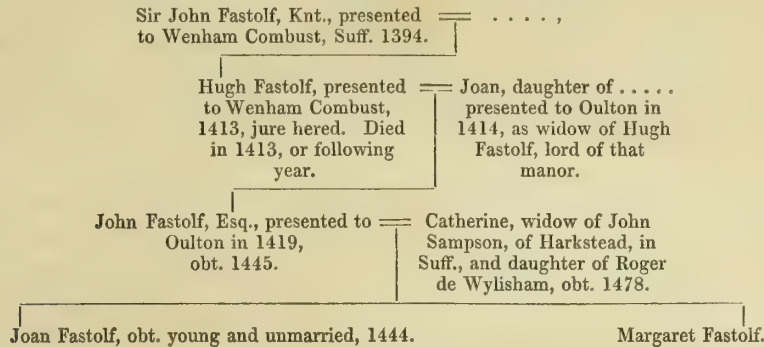 Sir John Fastolf, Knt., presented == . . . . ,
to Wenham Combust, Suff. 1394.
Hugh Fastolf, presented == Joan, daughter of . . . . .
to Wenham Combust, presented to Oulton in
1413, jure hered. Died 1414, as widow of Hugh
in 1413, or following Fastolf, lord of that
year. manor.
John Fastolf, Esq., presented to == Catherine, widow of John
Oulton in 1419, Sampson, of Harkstead, in
obt. 1445. Suff., and daughter of Roger
de Wylisham, obt. 1478.
Joan Fastolf, obt. young and unmarried, 1444. Margaret Fastolf.